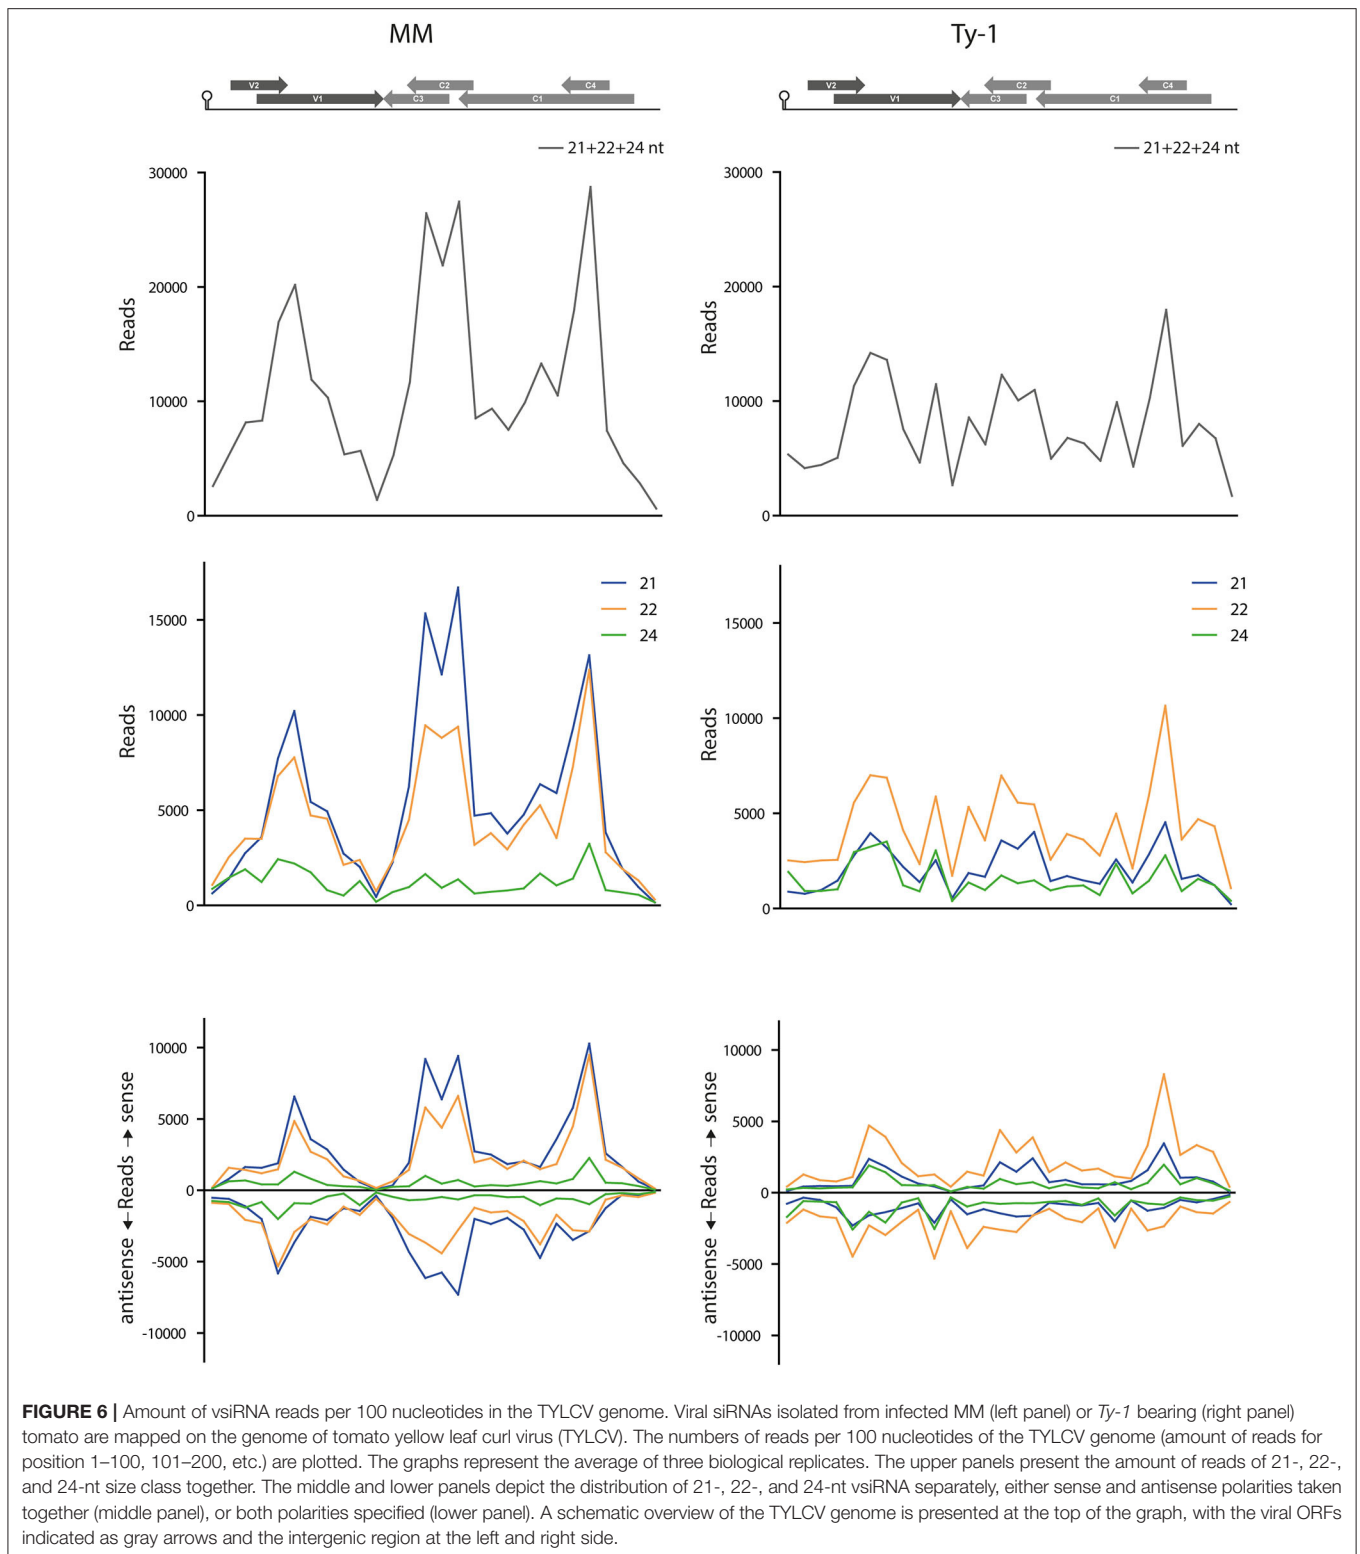 MM
Ty-1
V2
C2
C4
V1
C3
C1
V2
C2
C4
V1
C3
C1
21+22+24 nt
21+22+24 nt
30000
20000
10000
0
Reads
30000
20000
10000
0
Reads
21
22
24
15000
10000
5000
0
Reads
21
22
24
15000
10000
5000
0
Reads
10000
5000
0
-5000
-10000
antisense ← Reads → sense
10000
5000
0
-5000
-10000
antisense ← Reads → sense
FIGURE 6 | Amount of vsiRNA reads per 100 nucleotides in the TYLCV genome. Viral siRNAs isolated from infected MM (left panel) or Ty-1 bearing (right panel)
tomato are mapped on the genome of tomato yellow leaf curl virus (TYLCV). The numbers of reads per 100 nucleotides of the TYLCV genome (amount of reads for
position 1–100, 101–200, etc.) are plotted. The graphs represent the average of three biological replicates. The upper panels present the amount of reads of 21-, 22-,
and 24-nt size class together. The middle and lower panels depict the distribution of 21-, 22-, and 24-nt vsiRNA separately, either sense and antisense polarities taken
together (middle panel), or both polarities specified (lower panel). A schematic overview of the TYLCV genome is presented at the top of the graph, with the viral ORFs
indicated as gray arrows and the intergenic region at the left and right side.